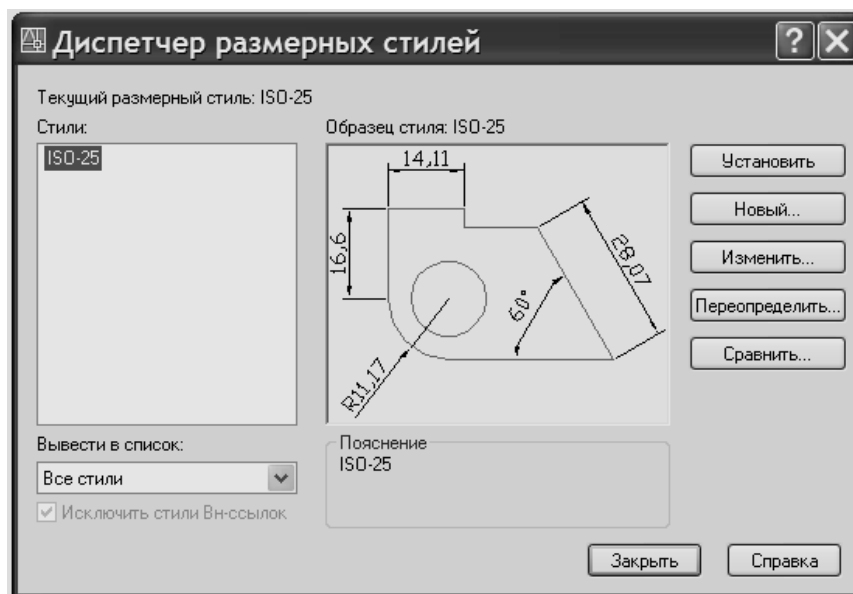 Диспетчер размерных стилей
Текущий размерный стиль: ISO-25
Стили:
ISO-25
Образец стиля: ISO-25
14,11
16,6
28,07
60°
R11,17
Установить
Новый...
Изменить...
Переопределить...
Сравнить...
Вывести в список:
Все стили
Исключить стили Вн-ссылок
Пояснение
ISO-25
Закрыть
Справка